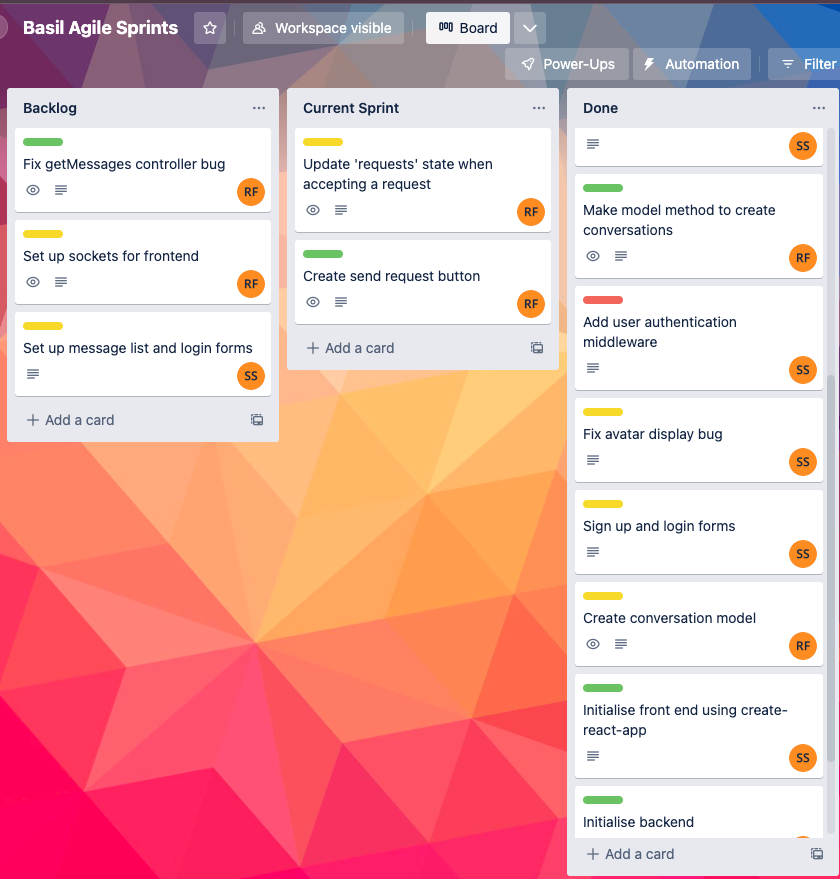 Basil Agile Sprints
Workspace visible
Board
Power-Ups
Automation
Filter
Backlog
Fix getMessages controller bug
RF
Set up sockets for frontend
RF
Set up message list and login forms
SS
Add a card
Current Sprint
Update 'requests' state when
accepting a request
RF
Create send request button
RF
Add a card
Done
SS
Make model method to create
conversations
RF
Add user authentication
middleware
SS
Fix avatar display bug
SS
Sign up and login forms
SS
Create conversation model
RF
Initialise front end using create-
react-app
SS
Initialise backend
Add a card